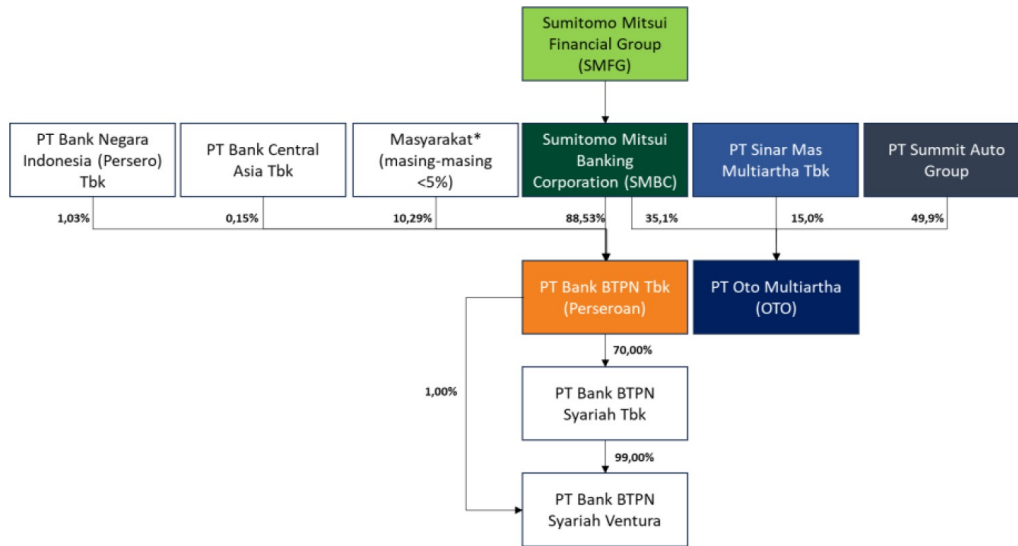 Sumitomo Mitsui
Financial Group
(SMFG)
PT Bank Negara
Indonesia (Persero)
Tbk
PT Bank Central
Asia Tbk
Masyarakat*
(masing-masing
<5%)
Sumitomo Mitsui
Banking
Corporation (SMBC)
PT Sinar Mas
Multiartha Tbk
PT Summit Auto
Group
1,03%
0,15%
10,29%
88,53%
35,1%
15,0%
49,9%
PT Bank BTPN Tbk
(Perseroan)
PT Oto Multiartha
(OTO)
70,00%
1,00%
PT Bank BTPN
Syariah Tbk
99,00%
PT Bank BTPN
Syariah Ventura